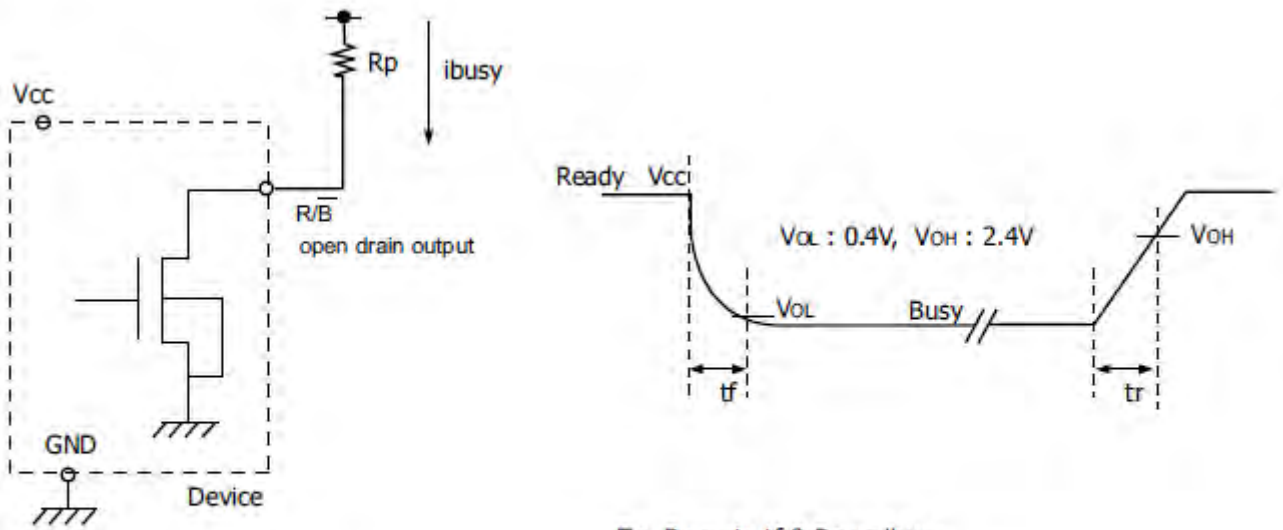 Rp
ibusy
Vcc
R/B̅
open drain output
GND
Device
Ready Vcc
VOL : 0.4V, VOH : 2.4V
VOH
VOL
Busy
tf
tr